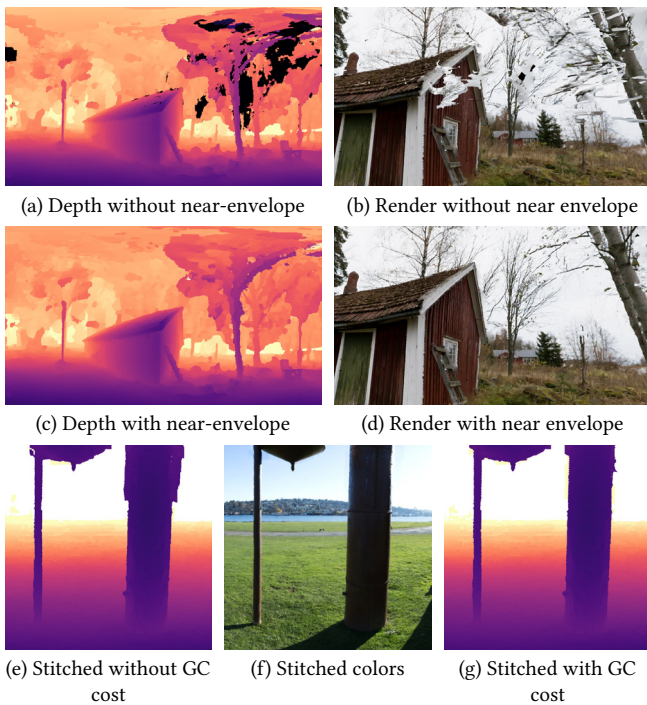 (a) Depth without near-envelope
(b) Render without near envelope
(c) Depth with near-envelope
(d) Render with near envelope
(e) Stitched without GC
cost
(f) Stitched colors
(g) Stitched with GC
cost